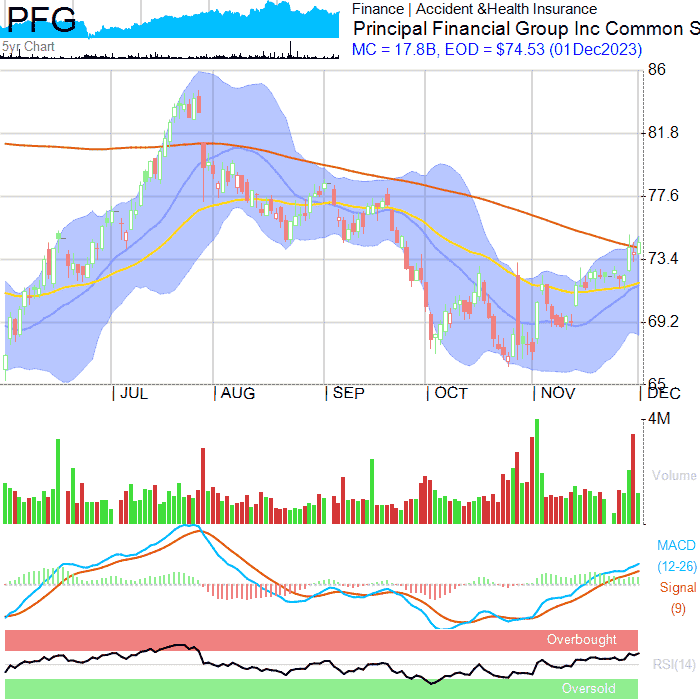 PFG
Finance | Accident &Health Insurance
Principal Financial Group Inc Common S
MC = 17.8B, EOD = $74.53 (01Dec2023)
5yr Chart
86
81.8
77.6
73.4
69.2
65
JUL
AUG
SEP
OCT
NOV
DEC
4M
Volume
MACD
(12-26)
Signal
(9)
Overbought
RSI(14)
Oversold